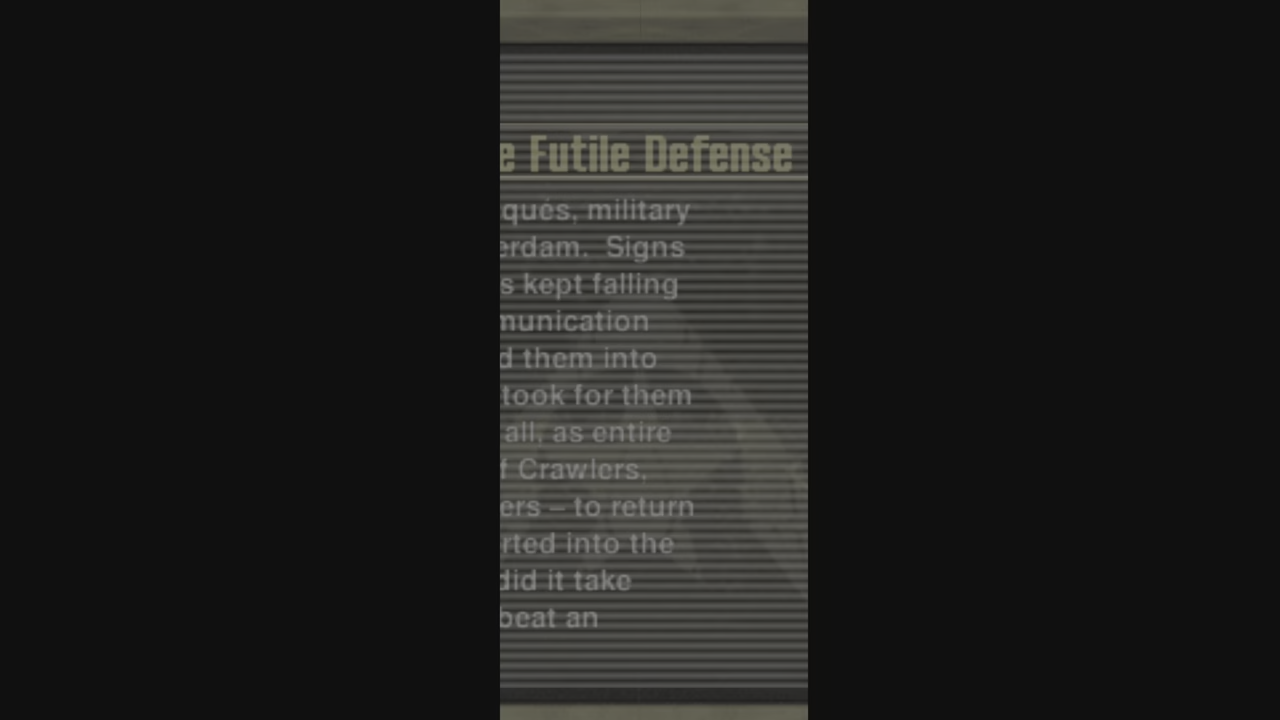 e Futile Defense
qués, military
erdam. Signs
s kept falling
munication
d them into
took for them
all, as entire
f Crawlers,
ers – to return
rted into the
did it take
beat an